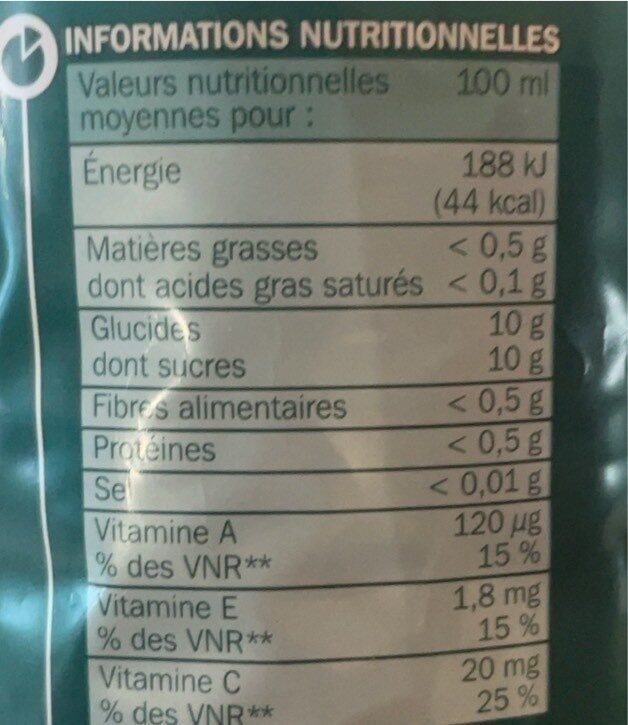 INFORMATIONS NUTRITIONNELLES
Valeurs nutritionnelles 100 ml
moyennes pour :
Énergie 188 kJ
(44 kcal)
Matières grasses < 0,5 g
dont acides gras saturés < 0,1 g
Glucides 10 g
dont sucres 10 g
Fibres alimentaires < 0,5 g
Protéines < 0,5 g
Sel < 0,01 g
Vitamine A 120 µg
% des VNR** 15 %
Vitamine E 1,8 mg
% des VNR** 15 %
Vitamine C 20 mg
% des VNR** 25 %